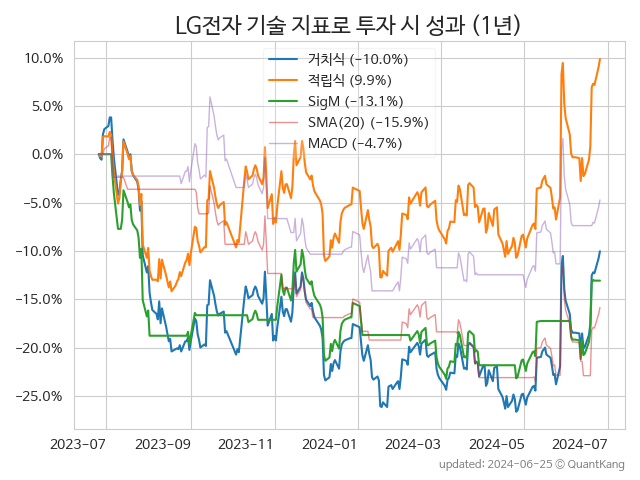 LG전자 기술 지표로 투자 시 성과 (1년)
거치식 (−10.0%)
적립식 (9.9%)
SigM (−13.1%)
SMA(20) (−15.9%)
MACD (−4.7%)
10.0%
5.0%
0.0%
−5.0%
−10.0%
−15.0%
−20.0%
−25.0%
2023-07
2023-09
2023-11
2024-01
2024-03
2024-05
2024-07
updated: 2024-06-25 ⓒ QuantKang